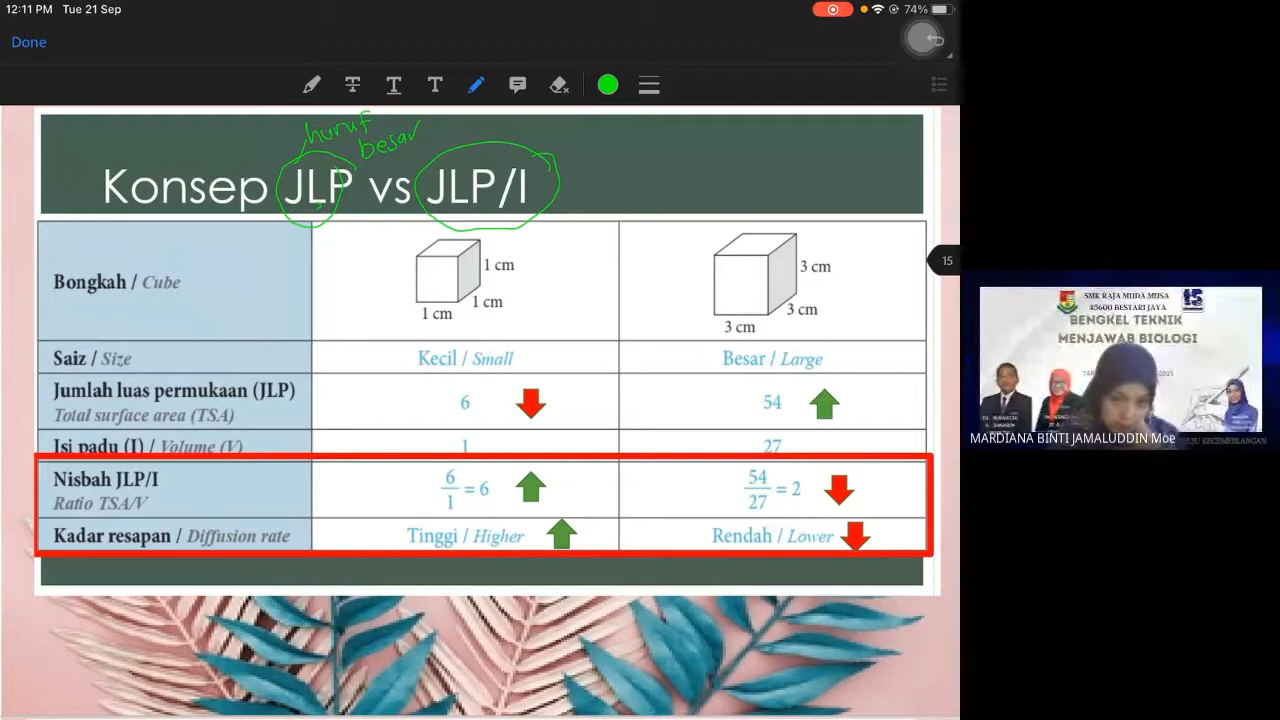 12:11 PM Tue 21 Sep
74%
Done
huruf
besar
Konsep JLP vs JLP/I
15
Bongkah / Cube
1 cm
1 cm
1 cm
3 cm
3 cm
3 cm
Saiz / Size
Kecil / Small
Besar / Large
Jumlah luas permukaan (JLP)
Total surface area (TSA)
6
54
Isi padu (I) / Volume (V)
1
27
Nisbah JLP/I
Ratio TSA/V
6/1 = 6
54/27 = 2
Kadar resapan / Diffusion rate
Tinggi / Higher
Rendah / Lower
SMK RAJA MUDA MUSA
45600 BESTARI JAYA
BENGKEL TEKNIK
MENJAWAB BIOLOGI
MARDIANA BINTI JAMALUDDIN Moe